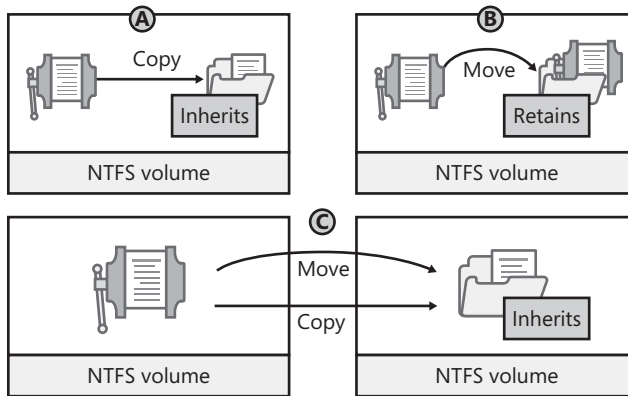 A
Copy
Inherits
NTFS volume
B
Move
Retains
NTFS volume
C
Move
Copy
NTFS volume
Inherits
NTFS volume